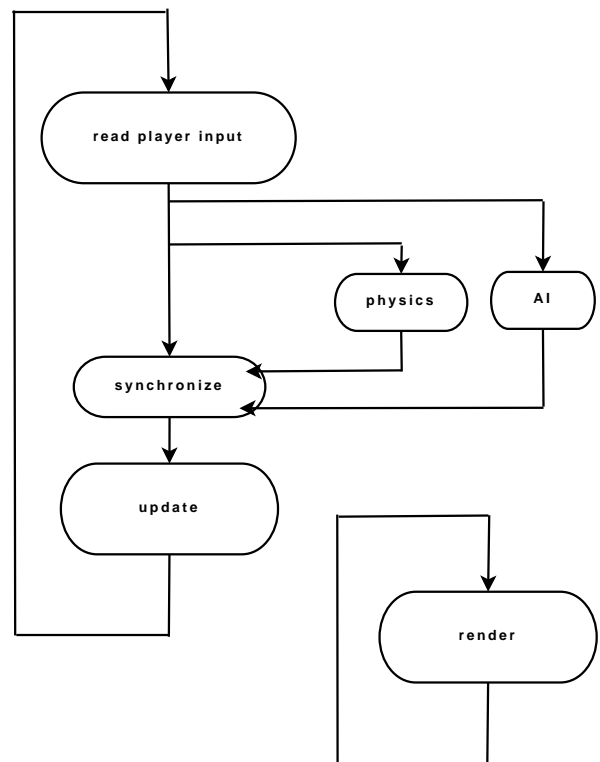 read player input
physics
AI
synchronize
update
render